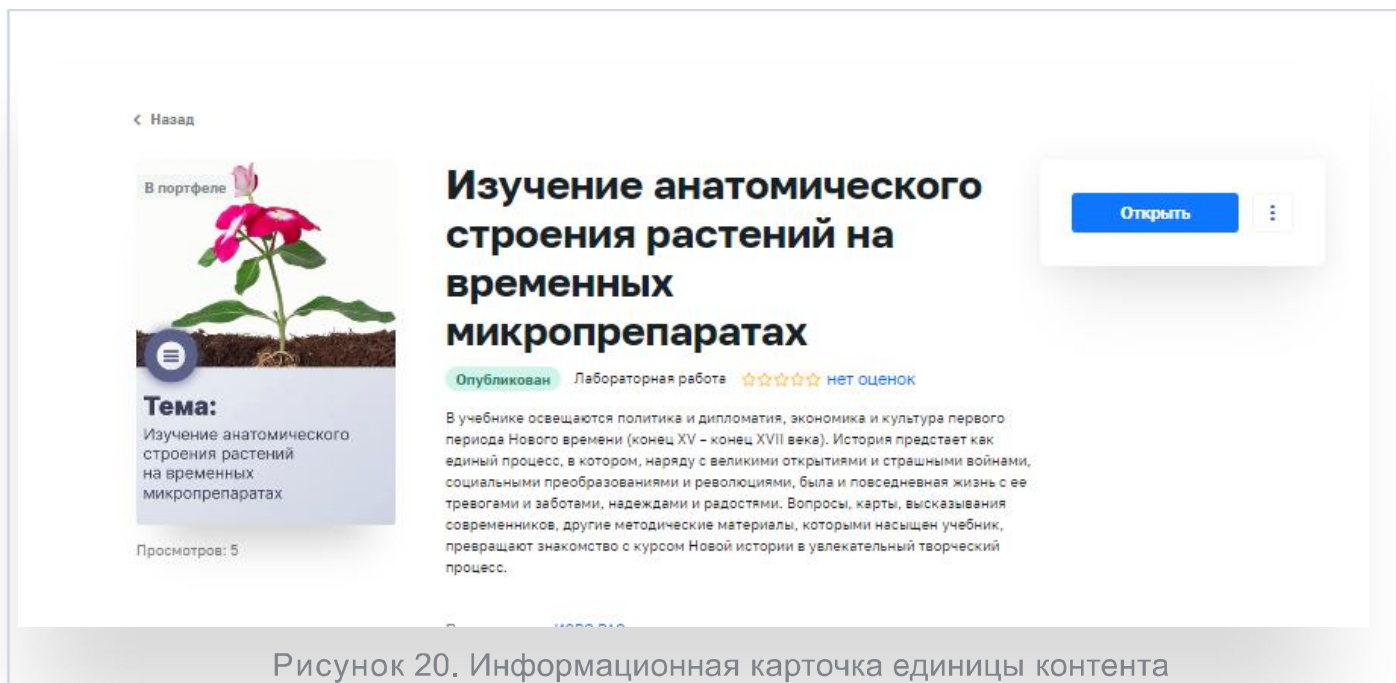 Назад
В портфеле
Тема:
Изучение анатомического
строения растений
на временных
микропрепаратах
Просмотров: 5
Изучение анатомического
строения растений на
временных
микропрепаратах
Опубликован Лабораторная работа нет оценок
В учебнике освещаются политика и дипломатия, экономика и культура первого
периода Нового времени (конец XV – конец XVII века). История предстает как
единый процесс, в котором, наряду с великими открытиями и страшными войнами,
социальными преобразованиями и революциями, была и повседневная жизнь с ее
тревогами и заботами, надеждами и радостями. Вопросы, карты, высказывания
современников, другие методические материалы, которыми насыщен учебник,
превращают знакомство с курсом Новой истории в увлекательный творческий
процесс.
Открыть
Рисунок 20. Информационная карточка единицы контента